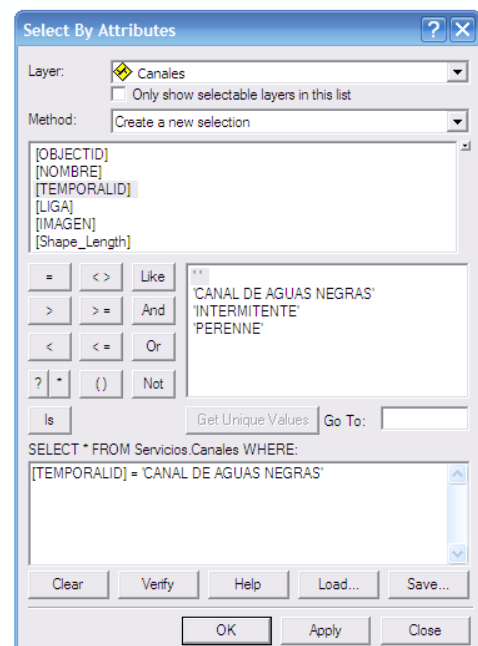 Select By Attributes
Layer: Canales
Only show selectable layers in this list
Method: Create a new selection
[OBJECTID]
[NOMBRE]
[TEMPORALID]
[LIGA]
[IMAGEN]
[Shape_Length]
= < > Like
> > = And
< < = Or
? * ( ) Not
Is
' '
'CANAL DE AGUAS NEGRAS'
'INTERMITENTE'
'PERENNE'
Get Unique Values Go To:
SELECT * FROM Servicios.Canales WHERE:
[TEMPORALID] = 'CANAL DE AGUAS NEGRAS'
Clear Verify Help Load... Save...
OK Apply Close